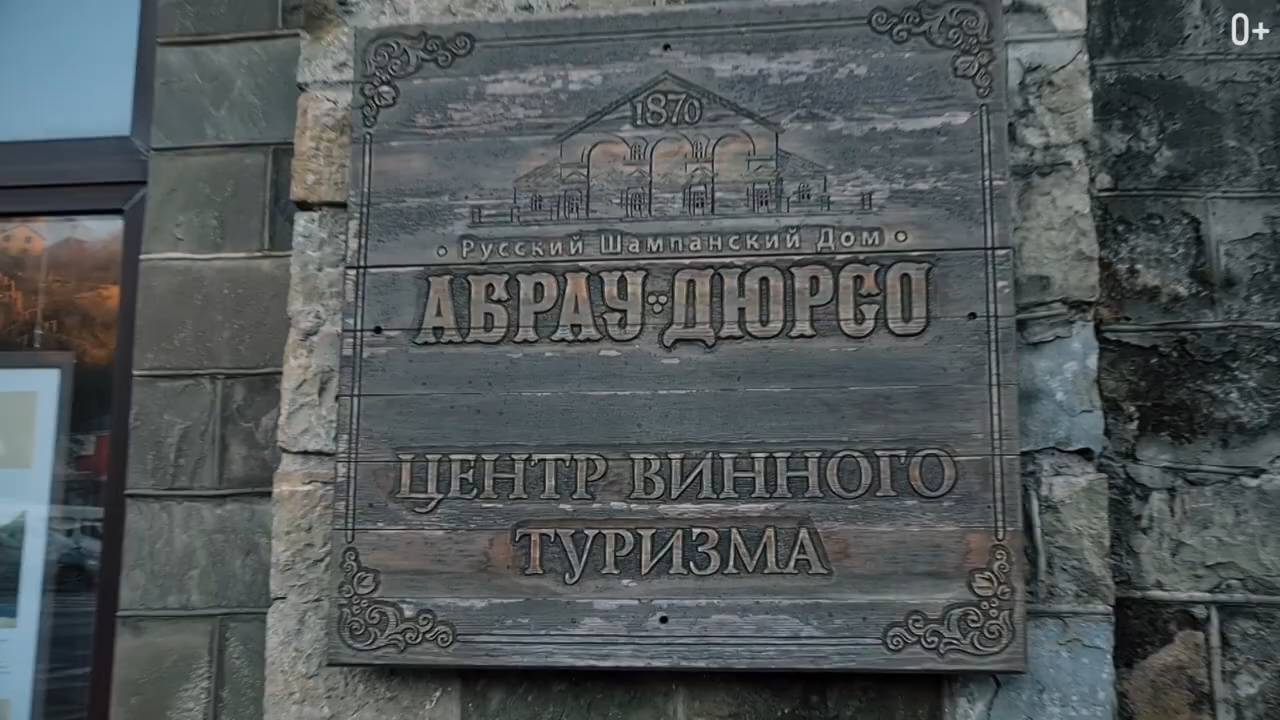 0+
1870
• Русский Шампанский Дом •
АБРАУ-ДЮРСО
ЦЕНТР ВИННОГО
ТУРИЗМА